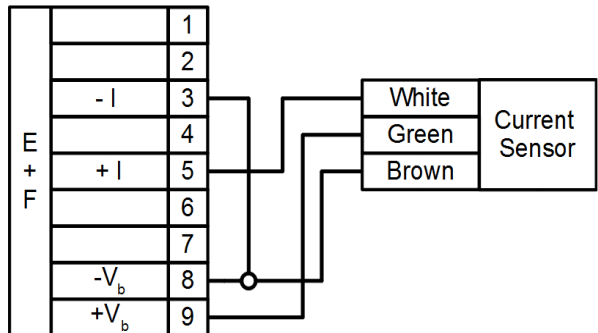 E
+
F
1
2
- I 3
4
+ I 5
6
7
-Vb 8
+Vb 9
White
Green
Brown
Current
Sensor